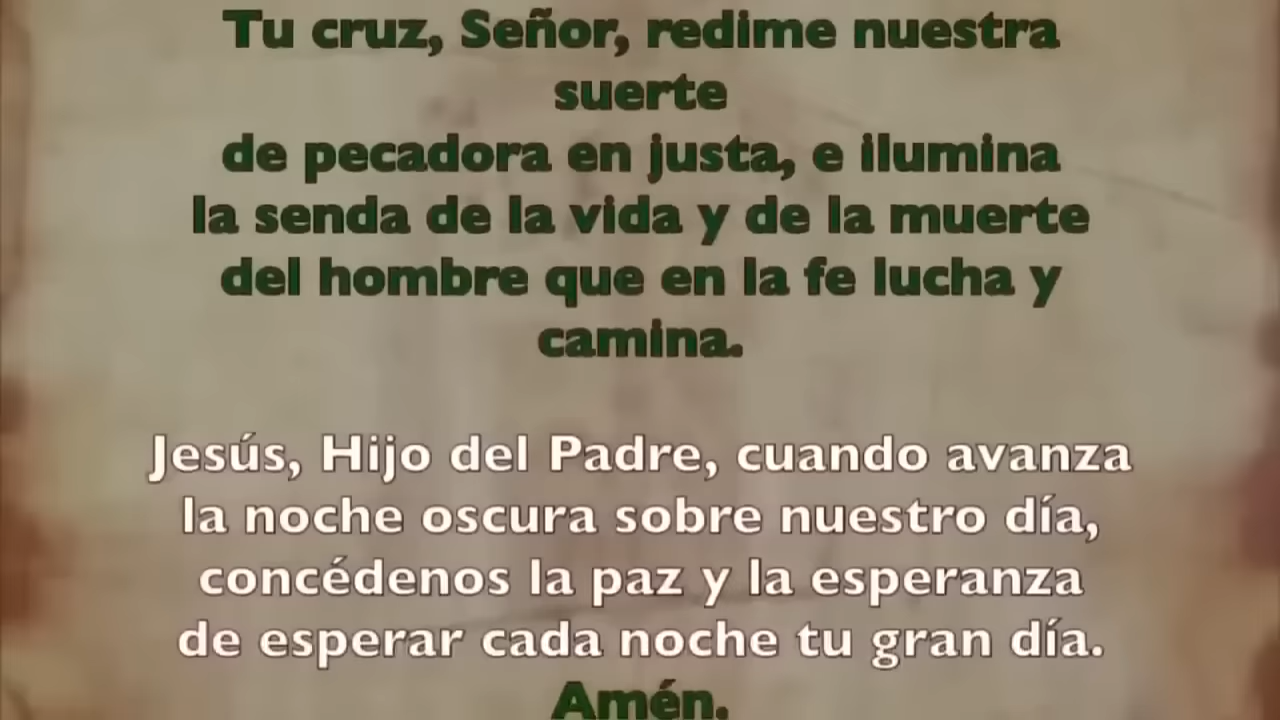 Tu cruz, Señor, redime nuestra
suerte
de pecadora en justa, e ilumina
la senda de la vida y de la muerte
del hombre que en la fe lucha y
camina.
Jesús, Hijo del Padre, cuando avanza
la noche oscura sobre nuestro día,
concédenos la paz y la esperanza
de esperar cada noche tu gran día.
Amén.